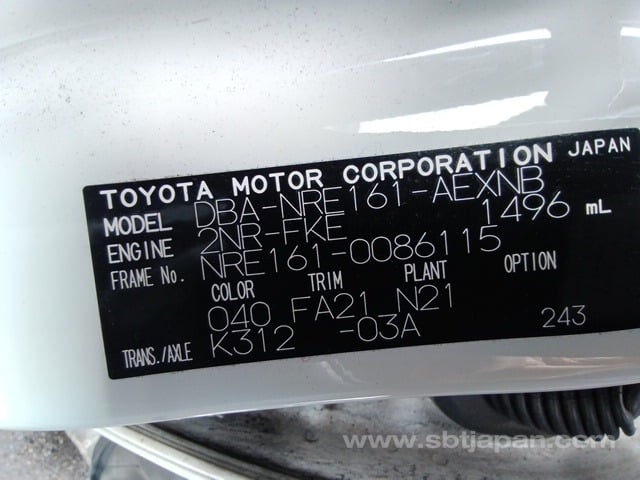 TOYOTA MOTOR CORPORATION JAPAN
MODEL DBA-NRE161-AEXNB
ENGINE 2NR-FKE 1496 mL
FRAME No. NRE161-0086115
COLOR TRIM PLANT OPTION
040 FA21 N21
TRANS./AXLE K312 -03A 243
www.sbtjapan.com